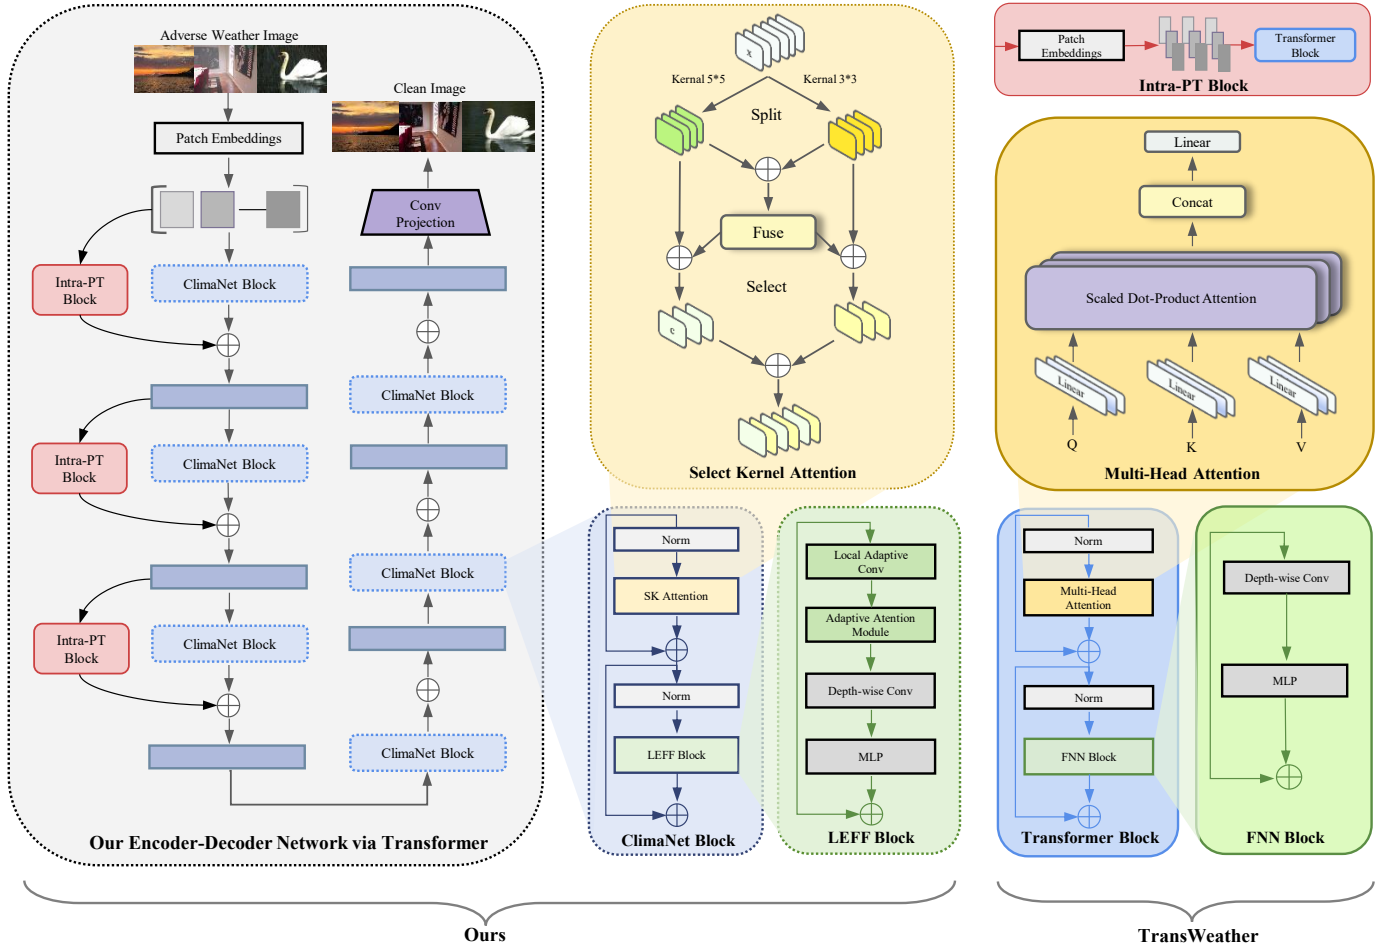 Adverse Weather Image
Patch Embeddings
Intra-PT
Block
ClimaNet Block
Intra-PT
Block
ClimaNet Block
Intra-PT
Block
ClimaNet Block
Clean Image
Conv
Projection
ClimaNet Block
ClimaNet Block
ClimaNet Block
Our Encoder-Decoder Network via Transformer
x
Kernal 5*5
Kernal 3*3
Split
Fuse
Select
c
Select Kernel Attention
Norm
SK Attention
Norm
LEFF Block
ClimaNet Block
Local Adaptive
Conv
Adaptive Atention
Module
Depth-wise Conv
MLP
LEFF Block
Ours
Patch
Embeddings
Transformer
Block
Intra-PT Block
Linear
Concat
Scaled Dot-Product Attention
Linear
Linear
Linear
Q
K
V
Multi-Head Attention
Norm
Multi-Head
Attention
Norm
FNN Block
Transformer Block
Depth-wise Conv
MLP
FNN Block
TransWeather